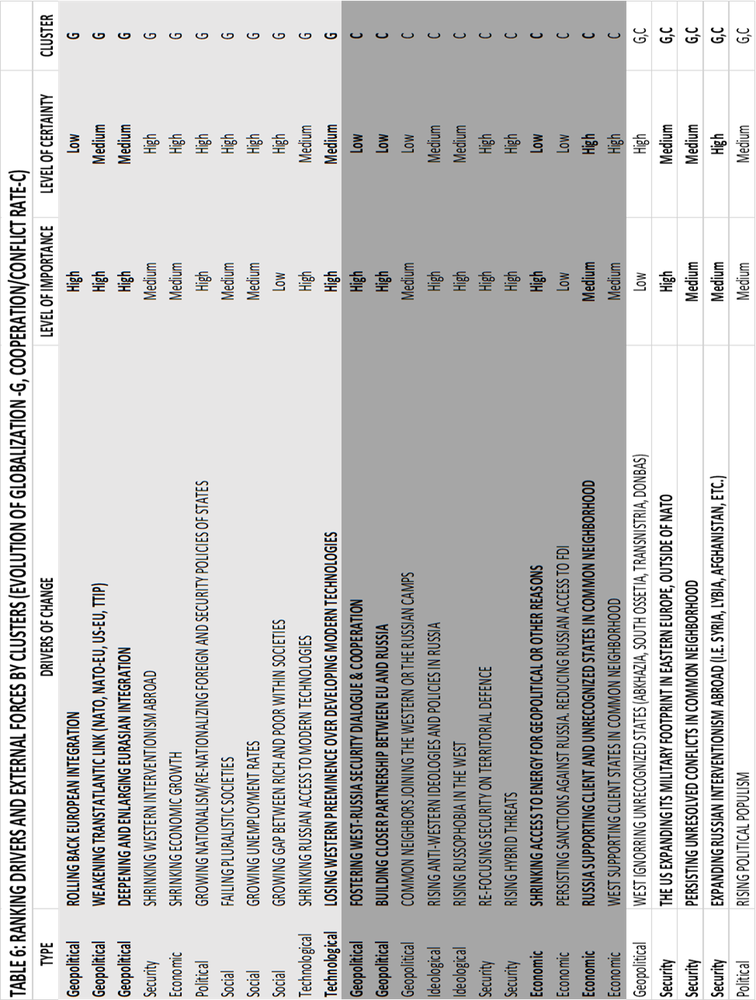 TABLE 6: RANKING DRIVERS AND EXTERNAL FORCES BY CLUSTERS (EVOLUTION OF GLOBALIZATION -G, COOPERATION/CONFLICT RATE-C)
TYPE DRIVERS OF CHANGE LEVEL OF IMPORTANCE LEVEL OF CERTAINTY CLUSTER
Geopolitical ROLLING BACK EUROPEAN INTEGRATION High Low G
Geopolitical WEAKENING TRANSTATLANTIC LINK (NATO, NATO-EU, US-EU, TTIP) High Medium G
Geopolitical DEEPENING AND ENLARGING EURASIAN INTEGRATION High Medium G
Security SHRINKING WESTERN INTERVENTIONISM ABROAD Medium High G
Economic SHRINKING ECONOMIC GROWTH Medium High G
Political GROWING NATIONALISM/RE-NATIONALIZING FOREIGN AND SECURITY POLICIES OF STATES High High G
Social FAILING PLURALISTIC SOCIETIES Medium High G
Social GROWING UNEMPLOYMENT RATES Medium High G
Social GROWING GAP BETWEEN RICH AND POOR WITHIN SOCIETIES Low High G
Technological SHRINKING RUSSIAN ACCESS TO MODERN TECHNOLOGIES High Medium G
Technological LOSING WESTERN PREEMINENCE OVER DEVELOPING MODERN TECHNOLOGIES High Medium G
Geopolitical FOSTERING WEST-RUSSIA SECURITY DIALOGUE & COOPERATION High Low C
Geopolitical BUILDING CLOSER PARTNERSHIP BETWEEN EU AND RUSSIA High Low C
Geopolitical COMMON NEIGHBORS JOINING THE WESTERN OR THE RUSSIAN CAMPS Medium Low C
Ideological RISING ANTI-WESTERN IDEOLOGIES AND POLICIES IN RUSSIA High Medium C
Ideological RISING RUSSOPHOBIA IN THE WEST High Medium C
Security RE-FOCUSING SECURITY ON TERRITORIAL DEFENCE High High C
Security RISING HYBRID THREATS High High C
Economic SHRINKING ACCESS TO ENERGY FOR GEOPOLITICAL OR OTHER REASONS High Low C
Economic PERSISTING SANCTIONS AGAINST RUSSIA. REDUCING RUSSIAN ACCESS TO FDI Low Low C
Economic RUSSIA SUPPORTING CLIENT AND UNRECOGNIZED STATES IN COMMON NEIGHBORHOOD Medium High C
Economic WEST SUPPORTING CLIENT STATES IN COMMON NEIGHBORHOOD Medium High C
Geopolitical WEST IGNORRING UNRECOGNIZED STATES (ABKHAZIA, SOUTH OSSETIA, TRANSNISTRIA, DONBAS) Low High G,C
Security THE US EXPANDING ITS MILITARY FOOTPRINT IN EASTERN EUROPE, OUTSIDE OF NATO High Medium G,C
Security PERSISTING UNRESOLVED CONFLICTS IN COMMON NEIGHBORHOOD Medium Medium G,C
Security EXPANDING RUSSIAN INTERVENTIONISM ABROAD (I.E. SYRIA, LYBIA, AFGHANISTAN, ETC.) Medium High G,C
Political RISING POLITICAL POPULISM Medium Medium G,C